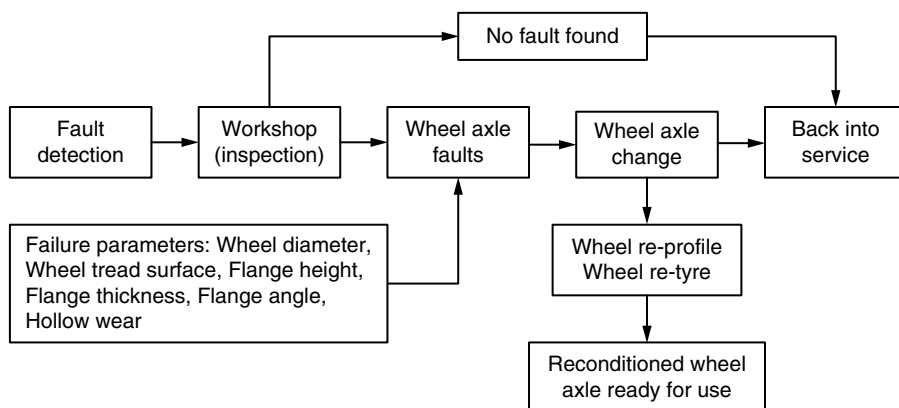 No fault found
Fault
detection
Workshop
(inspection)
Wheel axle
faults
Wheel axle
change
Back into
service
Failure parameters: Wheel diameter,
Wheel tread surface, Flange height,
Flange thickness, Flange angle,
Hollow wear
Wheel re-profile
Wheel re-tyre
Reconditioned wheel
axle ready for use